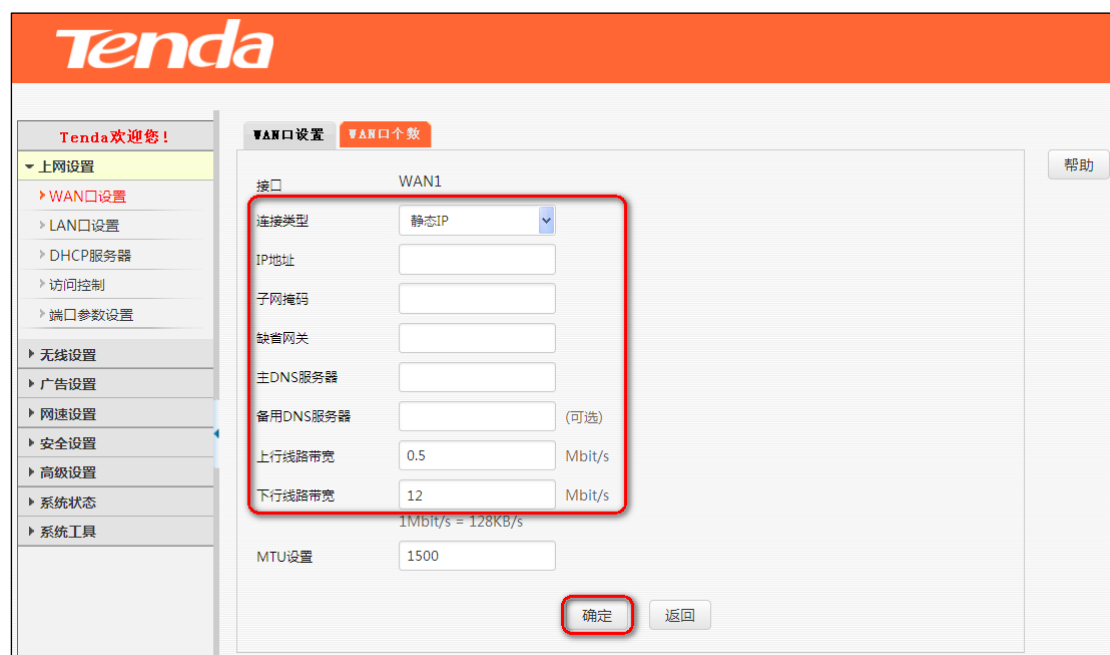 Tenda
Tenda欢迎您!
上网设置
WAN口设置
LAN口设置
DHCP服务器
访问控制
端口参数设置
无线设置
广告设置
网速设置
安全设置
高级设置
系统状态
系统工具
WAN口设置 WAN口个数
帮助
接口 WAN1
连接类型 静态IP
IP地址
子网掩码
缺省网关
主DNS服务器
备用DNS服务器 (可选)
上行线路带宽 0.5 Mbit/s
下行线路带宽 12 Mbit/s
1Mbit/s = 128KB/s
MTU设置 1500
确定 返回